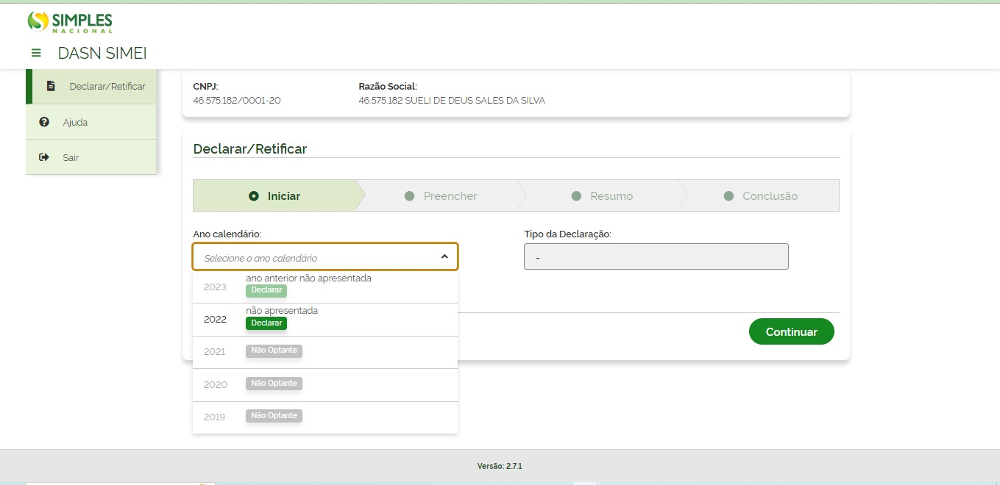 SIMPLES
NACIONAL
DASN SIMEI
Declarar/Retificar
Ajuda
Sair
CNPJ:
46.575.182/0001-20
Razão Social:
46.575.182 SUELI DE DEUS SALES DA SILVA
Declarar/Retificar
Iniciar
Preencher
Resumo
Conclusão
Ano calendário:
Selecione o ano calendário
Tipo da Declaração:
-
2023
ano anterior não apresentada
Declarar
2022
não apresentada
Declarar
2021
Não Optante
2020
Não Optante
2019
Não Optante
Continuar
Versão: 2.7.1